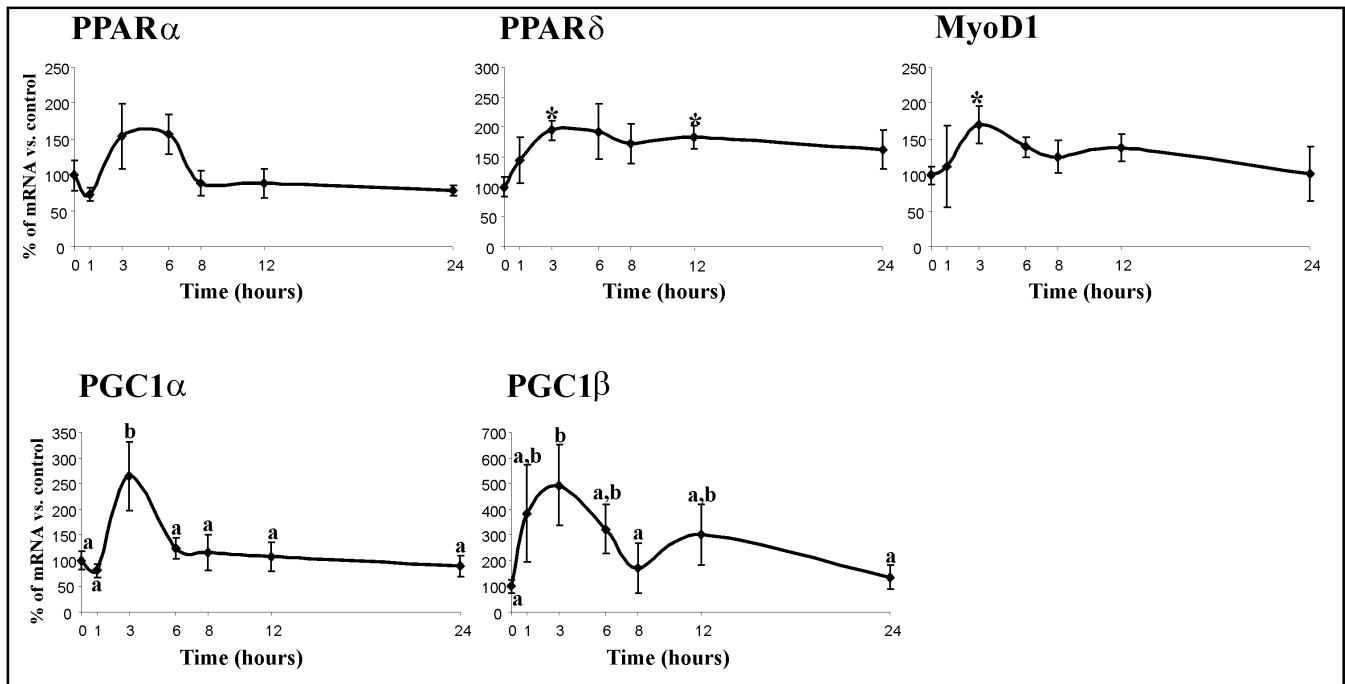 PPARα
PPARδ
MyoD1
% of mRNA vs. control
250
200
150
100
50
0
0 1 3 6 8 12 24
Time (hours)
300
250
200
150
100
50
0
* *
0 1 3 6 8 12 24
Time (hours)
250
200
150
100
50
0
*
0 1 3 6 8 12 24
Time (hours)
PGC1α
PGC1β
% of mRNA vs. control
350
300
250
200
150
100
50
0
a a b a a a a
0 1 3 6 8 12 24
Time (hours)
700
600
500
400
300
200
100
0
a a,b b a,b a a,b a
0 1 3 6 8 12 24
Time (hours)